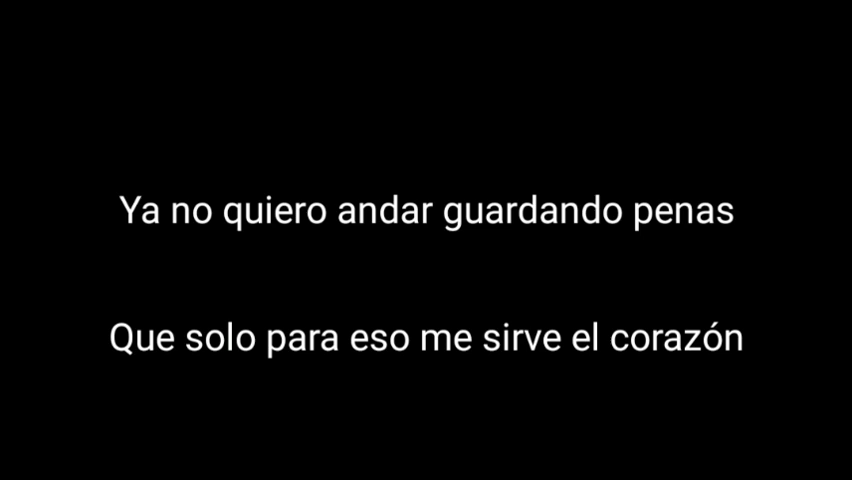 Ya no quiero andar guardando penas
Que solo para eso me sirve el corazón